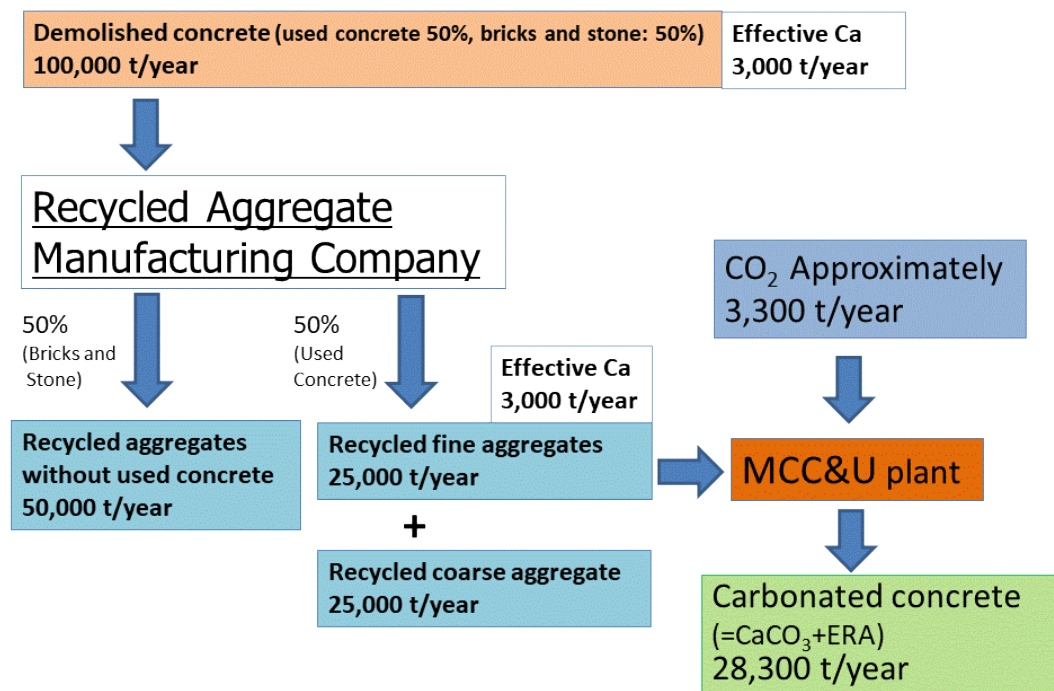 Demolished concrete (used concrete 50%, bricks and stone: 50%)
100,000 t/year
Effective Ca
3,000 t/year
Recycled Aggregate
Manufacturing Company
CO₂ Approximately
3,300 t/year
50%
(Bricks and
Stone)
50%
(Used
Concrete)
Effective Ca
3,000 t/year
Recycled aggregates
without used concrete
50,000 t/year
Recycled fine aggregates
25,000 t/year
+
Recycled coarse aggregate
25,000 t/year
MCC&U plant
Carbonated concrete
(=CaCO₃+ERA)
28,300 t/year